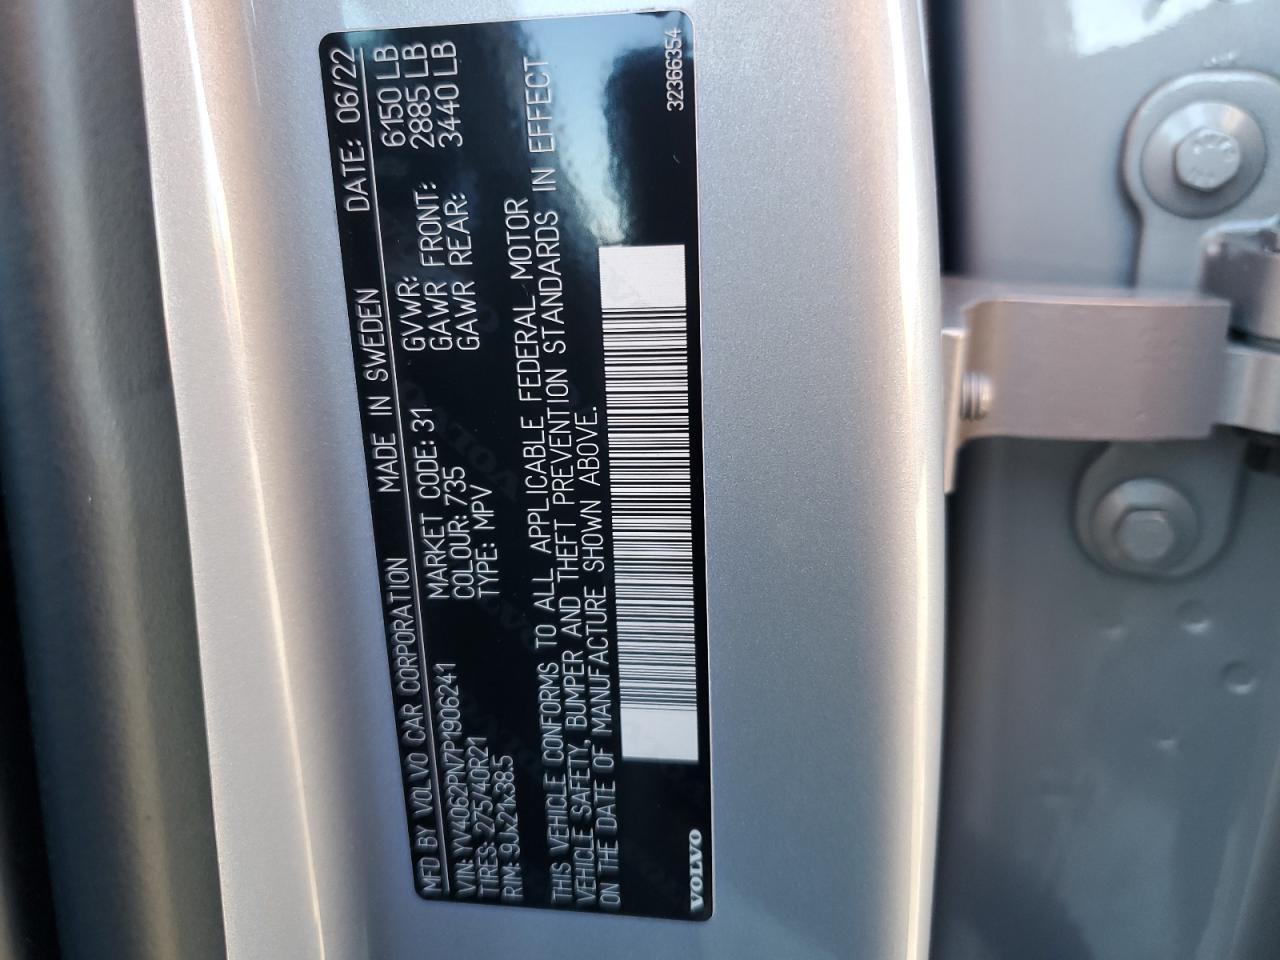 MFD BY VOLVO CAR CORPORATION MADE IN SWEDEN DATE: 06/22
VIN: YV4062PN7P1906241 MARKET CODE: 31 GVWR: 6150 LB
TIRES: 275/40R21 COLOUR: 735 GAWR FRONT: 2885 LB
RIM: 9Jx21x38.5 TYPE: MPV GAWR REAR: 3440 LB
THIS VEHICLE CONFORMS TO ALL APPLICABLE FEDERAL MOTOR
VEHICLE SAFETY, BUMPER AND THEFT PREVENTION STANDARDS IN EFFECT
ON THE DATE OF MANUFACTURE SHOWN ABOVE.
VOLVO 32366354